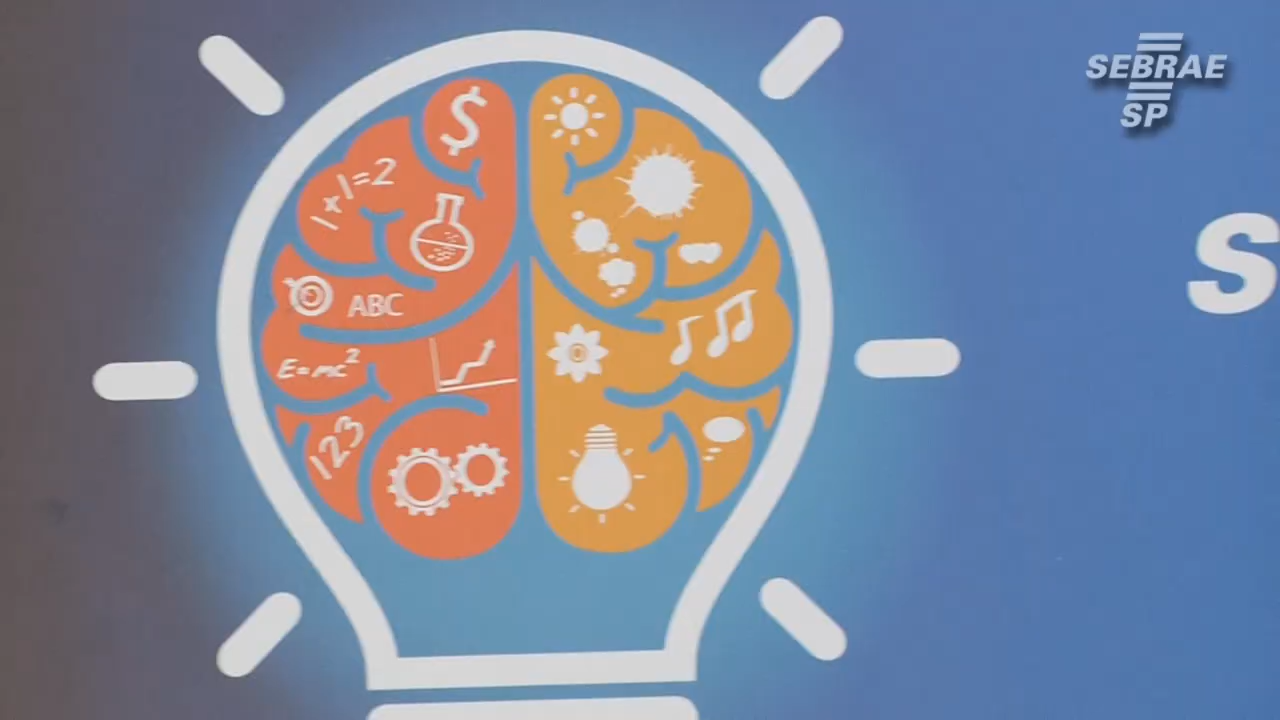 SEBRAE
SP
$
1+1=2
ABC
E=mc²
123
S